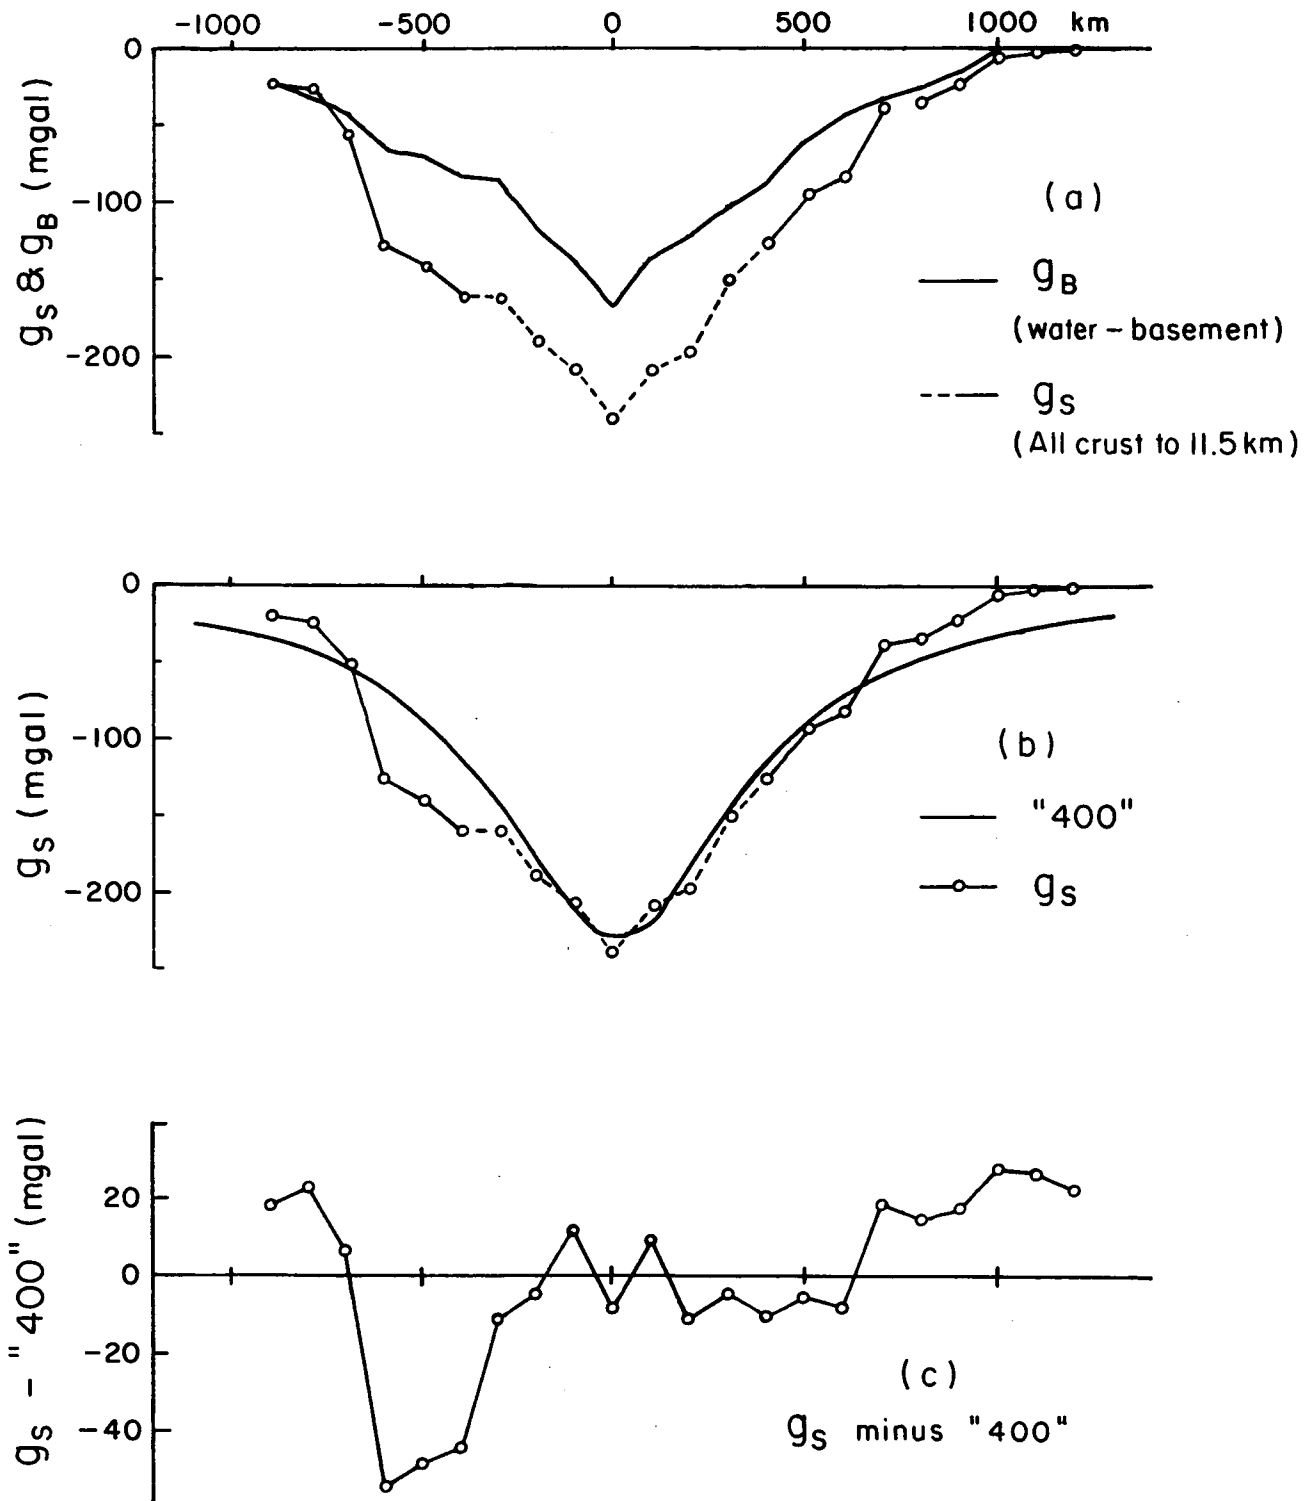 -1000 -500 0 500 1000 km
0
-100
-200
gS & gB (mgal)
(a)
gB
(water - basement)
gS
(All crust to 11.5 km)
0
-100
-200
gS (mgal)
(b)
"400"
gS
20
0
-20
-40
gS - "400" (mgal)
(c)
gS minus "400"